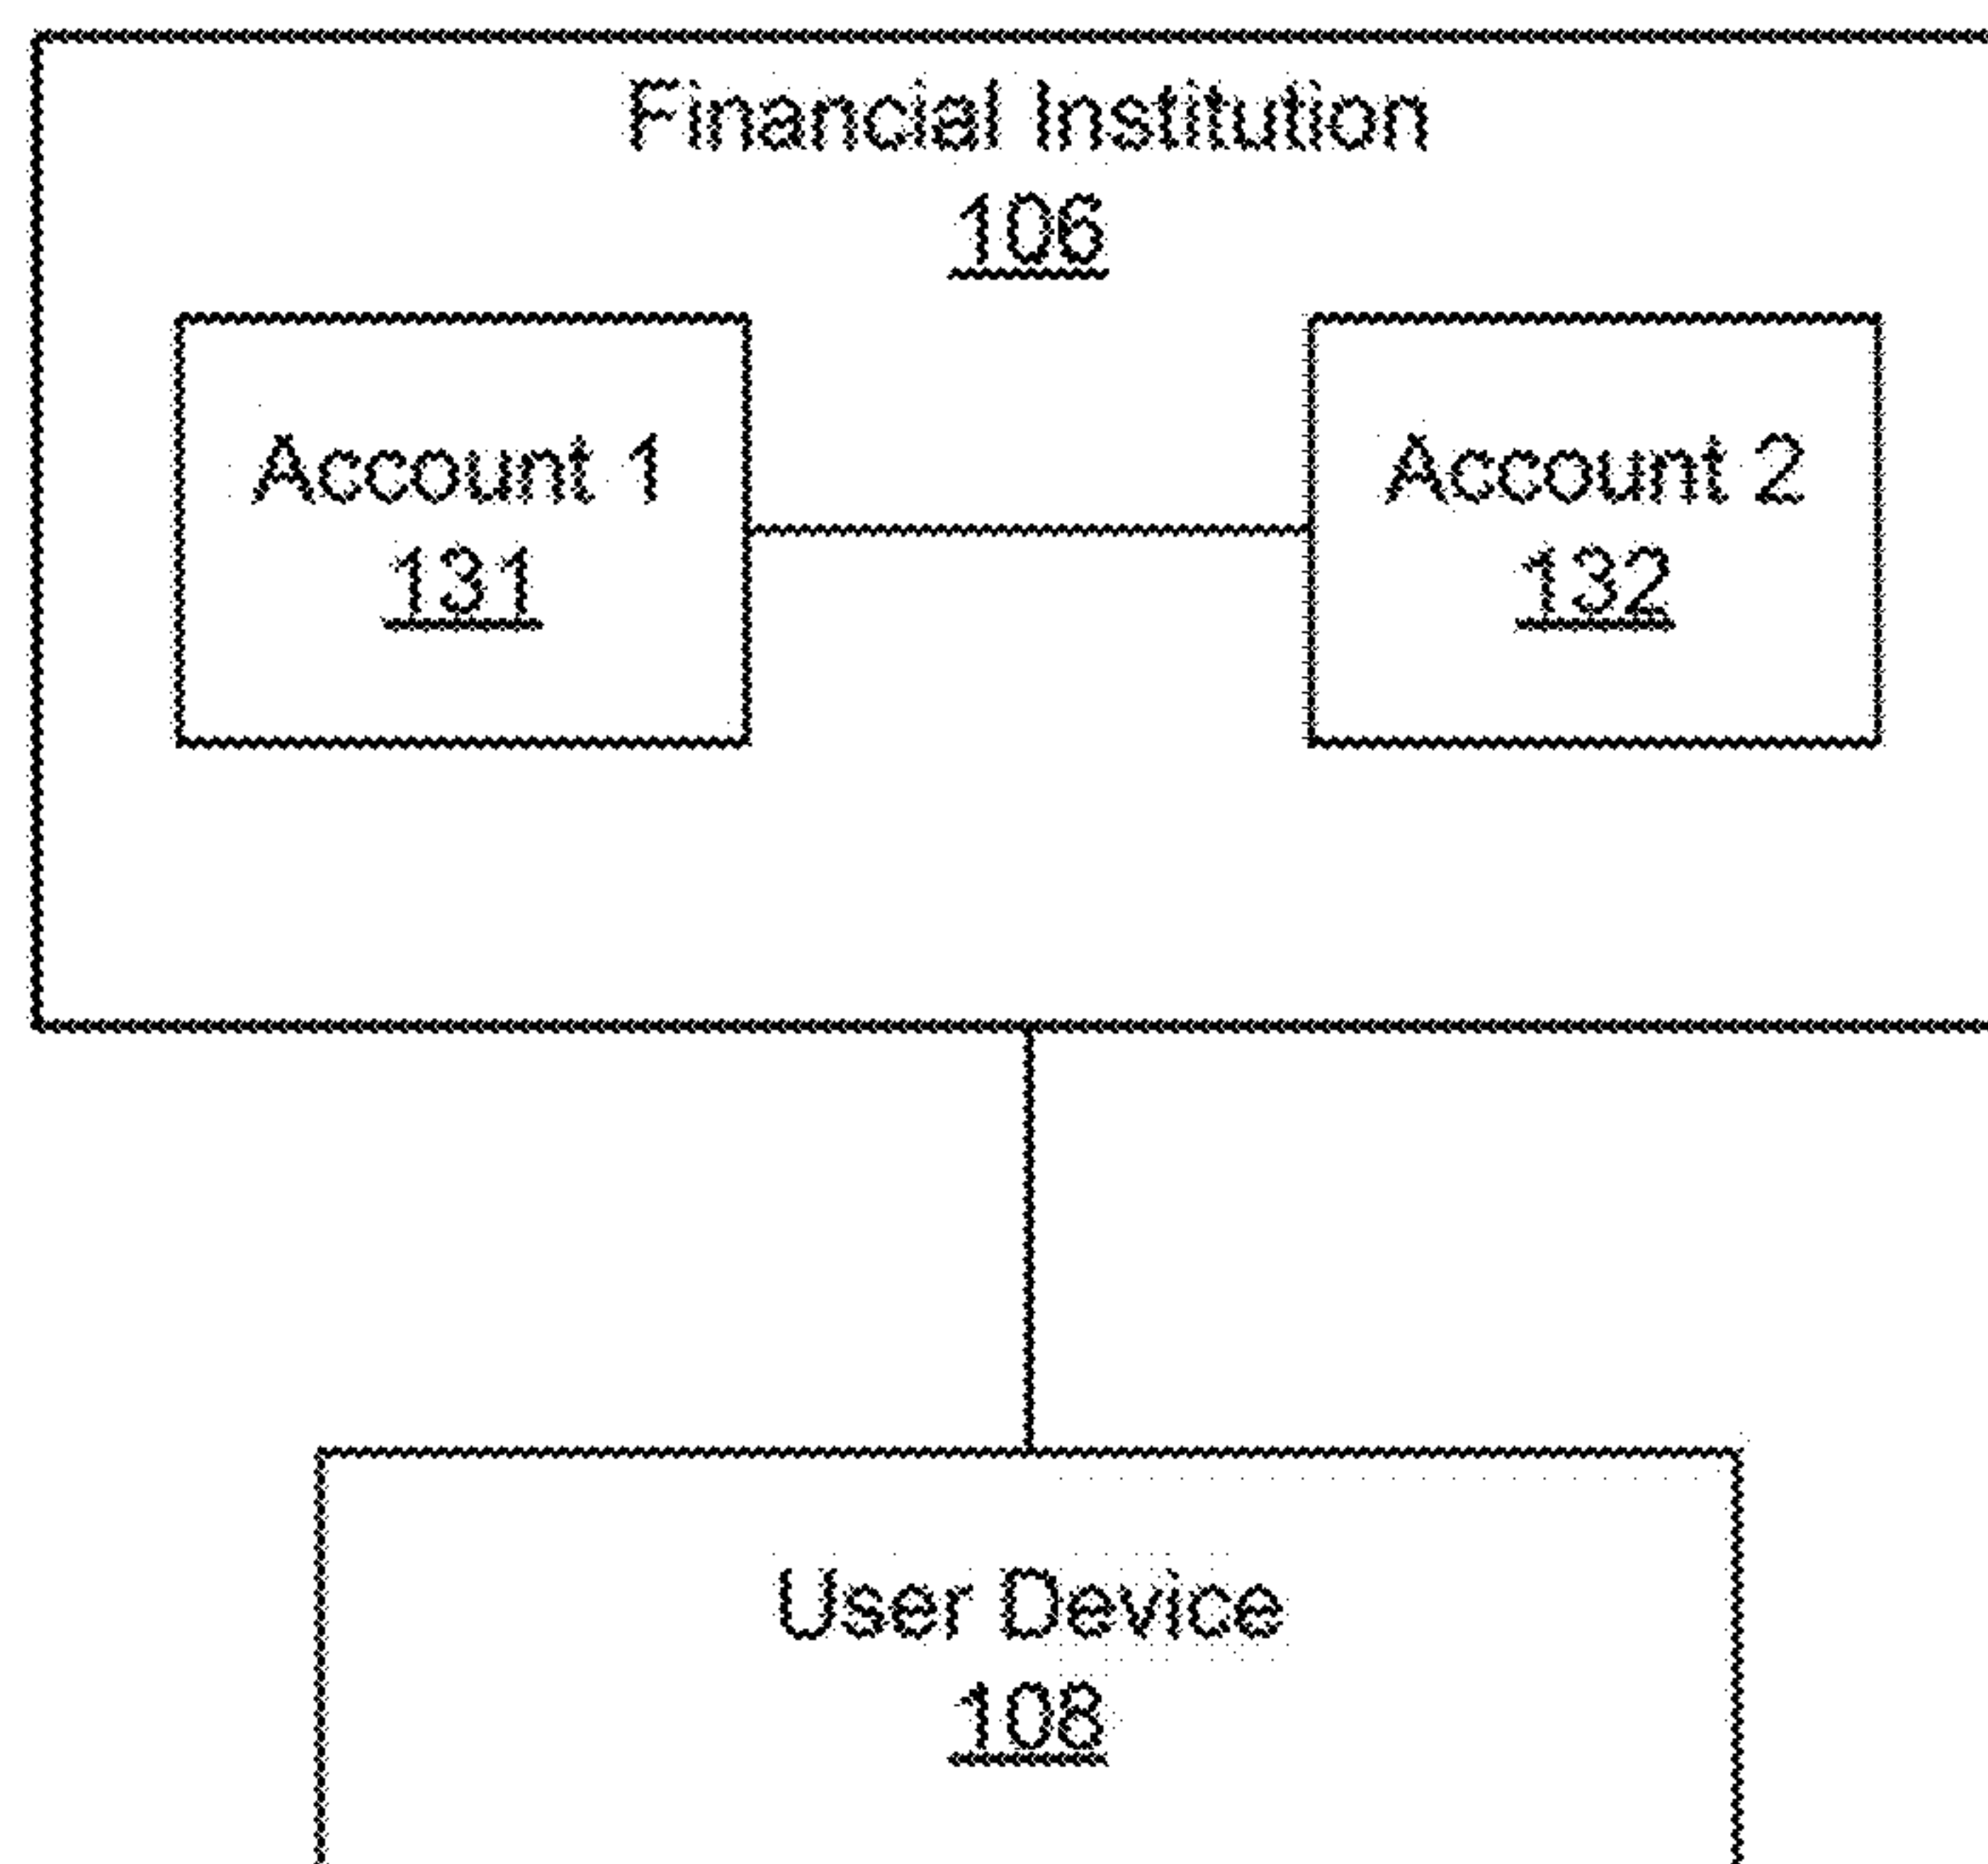 Financial Institution
106
Account 1
131
Account 2
132
User Device
108